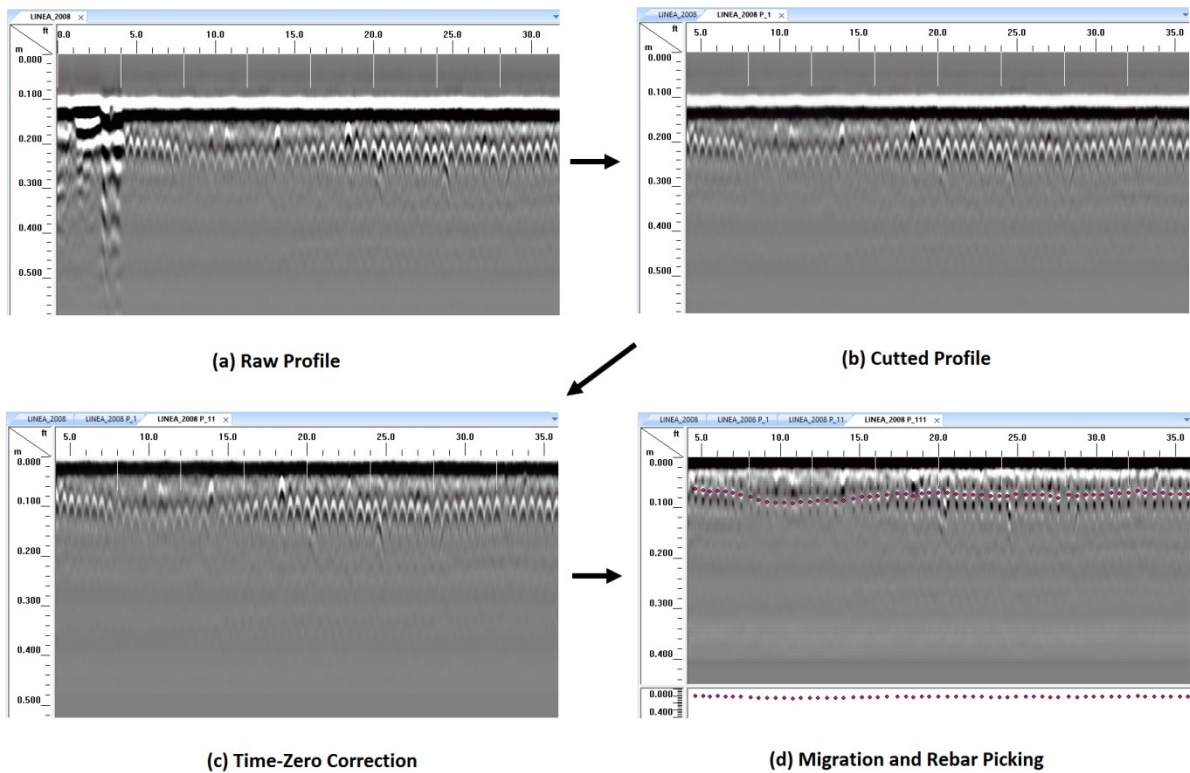 LINEA_2008 ×
ft
m
0.0 5.0 10.0 15.0 20.0 25.0 30.0
0.000
0.100
0.200
0.300
0.400
0.500
(a) Raw Profile
LINEA_2008 LINEA_2008 P_1 ×
ft
m
5.0 10.0 15.0 20.0 25.0 30.0 35.0
0.000
0.100
0.200
0.300
0.400
0.500
(b) Cutted Profile
LINEA_2008 LINEA_2008 P_1 LINEA_2008 P_11 ×
ft
m
5.0 10.0 15.0 20.0 25.0 30.0 35.0
0.000
0.100
0.200
0.300
0.400
0.500
(c) Time-Zero Correction
LINEA_2008 LINEA_2008 P_1 LINEA_2008 P_11 LINEA_2008 P_111 ×
ft
m
5.0 10.0 15.0 20.0 25.0 30.0 35.0
0.000
0.100
0.200
0.300
0.400
0.000
0.400
(d) Migration and Rebar Picking